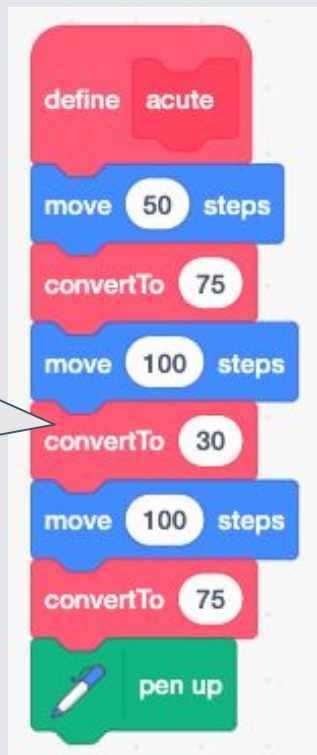 define acute
move 50 steps
convertTo 75
move 100 steps
convertTo 30
move 100 steps
convertTo 75
pen up